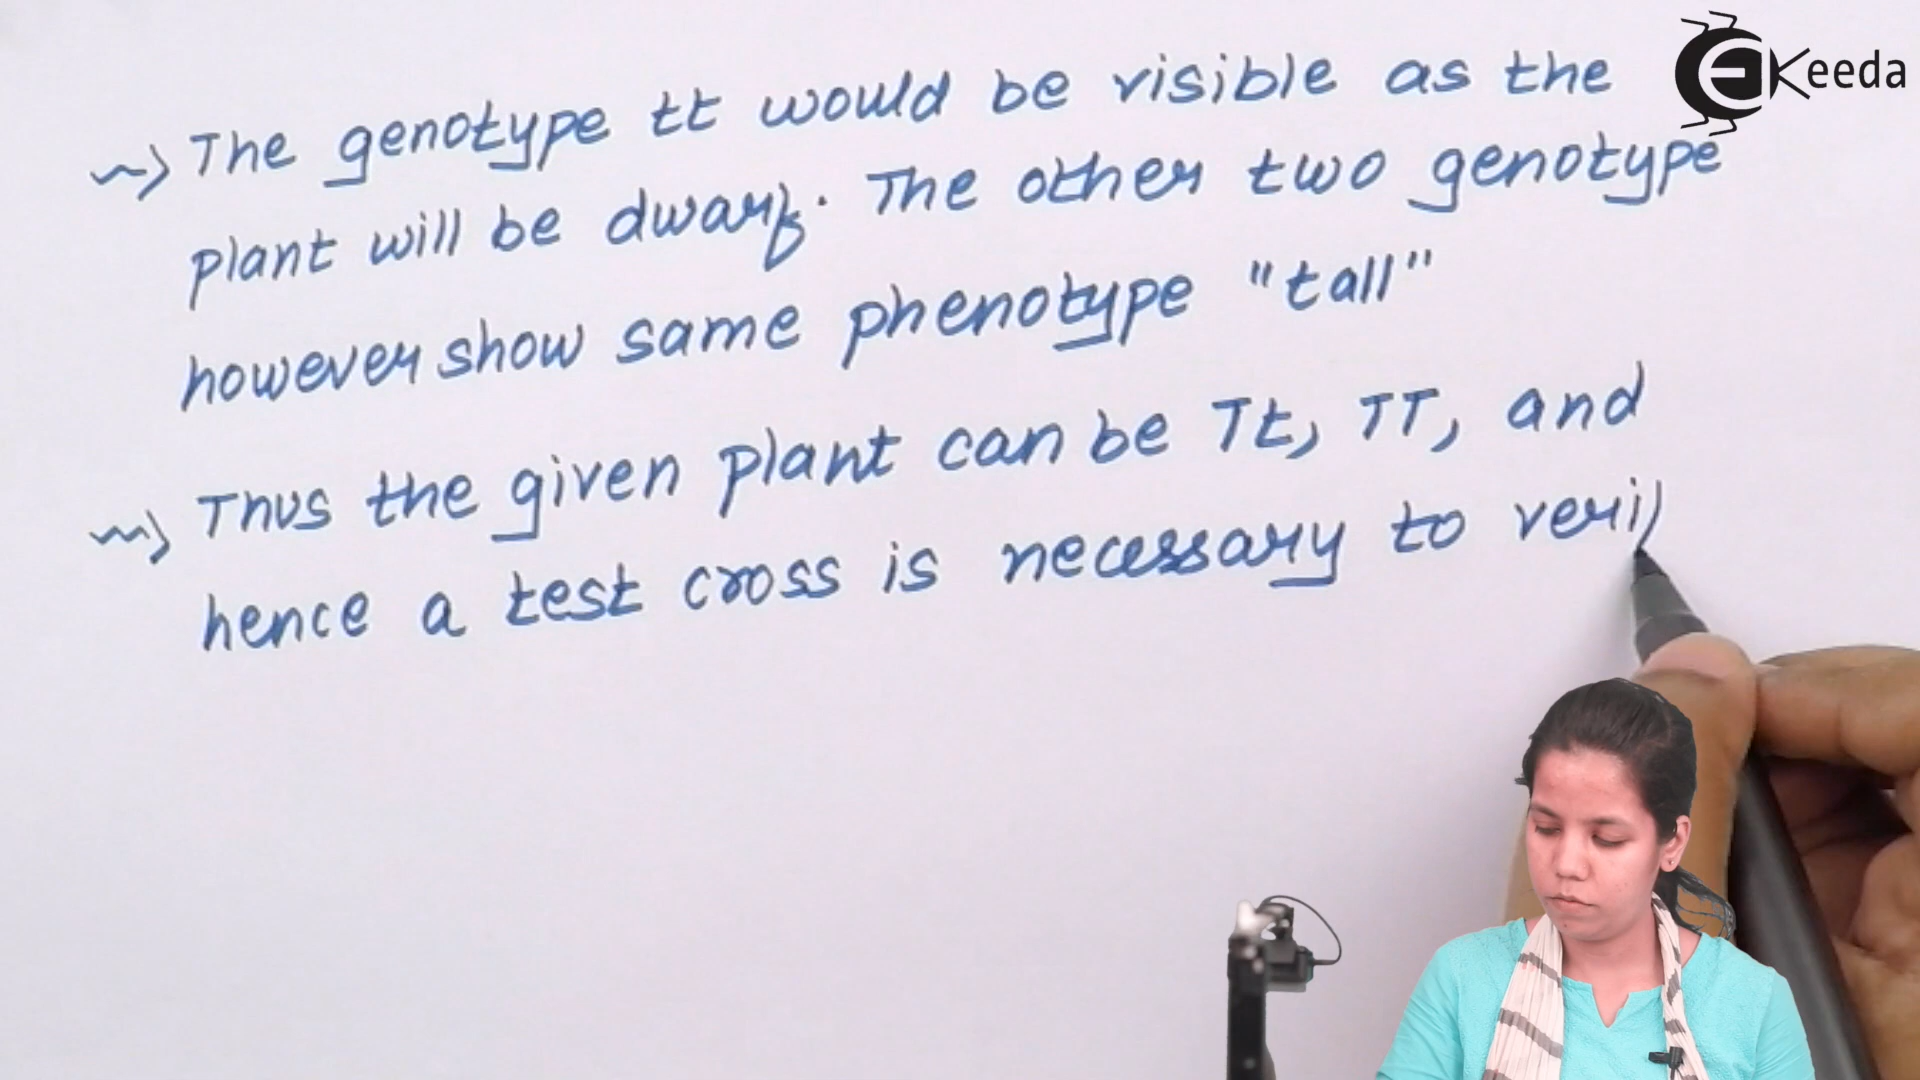 EKeeda
~> The genotype tt would be visible as the
plant will be dwarf. The other two genotype
however show same phenotype "tall"
~> Thus the given plant can be Tt, TT, and
hence a test cross is necessary to veri